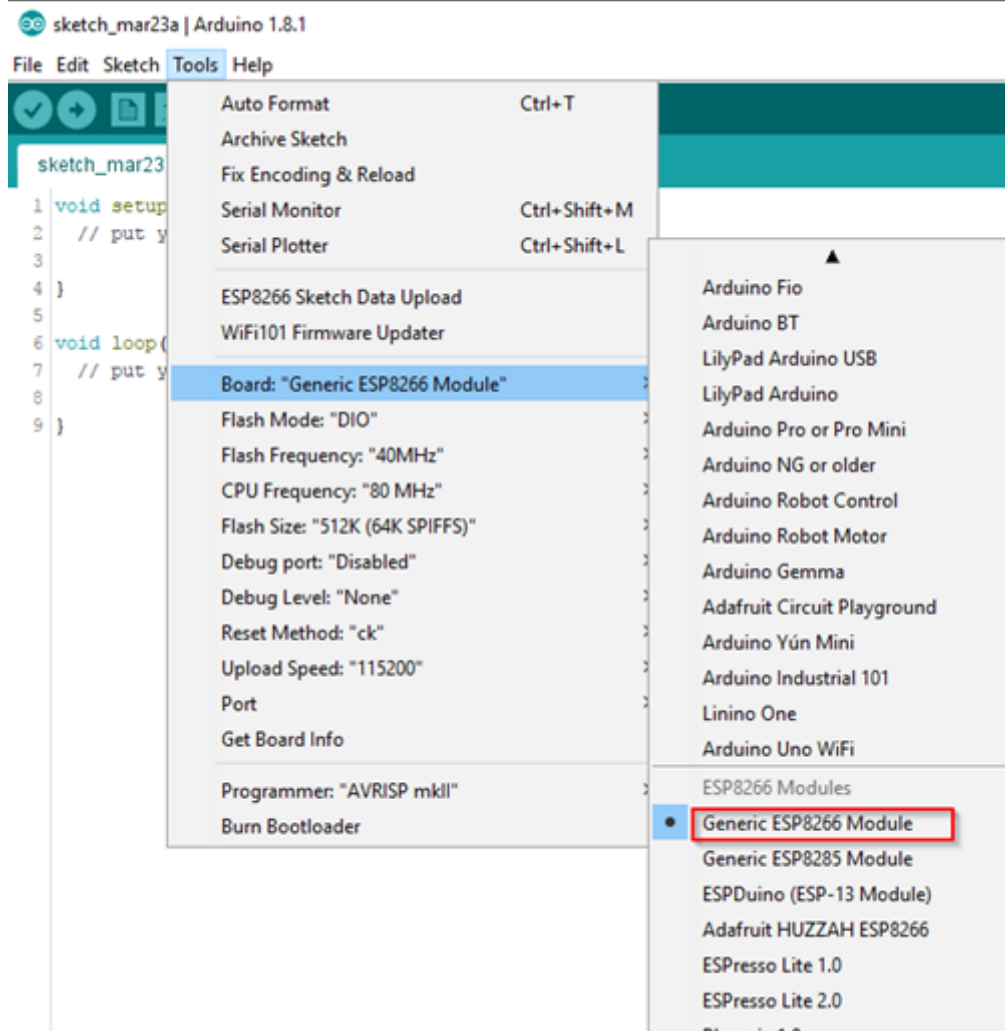 sketch_mar23a | Arduino 1.8.1
File Edit Sketch Tools Help
sketch_mar23
1 void setup
2 // put y
3
4 }
5
6 void loop(
7 // put y
8
9 }
Auto Format Ctrl+T
Archive Sketch
Fix Encoding & Reload
Serial Monitor Ctrl+Shift+M
Serial Plotter Ctrl+Shift+L
ESP8266 Sketch Data Upload
WiFi101 Firmware Updater
Board: "Generic ESP8266 Module"
Flash Mode: "DIO"
Flash Frequency: "40MHz"
CPU Frequency: "80 MHz"
Flash Size: "512K (64K SPIFFS)"
Debug port: "Disabled"
Debug Level: "None"
Reset Method: "ck"
Upload Speed: "115200"
Port
Get Board Info
Programmer: "AVRISP mkII"
Burn Bootloader
Arduino Fio
Arduino BT
LilyPad Arduino USB
LilyPad Arduino
Arduino Pro or Pro Mini
Arduino NG or older
Arduino Robot Control
Arduino Robot Motor
Arduino Gemma
Adafruit Circuit Playground
Arduino Yún Mini
Arduino Industrial 101
Linino One
Arduino Uno WiFi
ESP8266 Modules
Generic ESP8266 Module
Generic ESP8285 Module
ESPDuino (ESP-13 Module)
Adafruit HUZZAH ESP8266
ESPresso Lite 1.0
ESPresso Lite 2.0